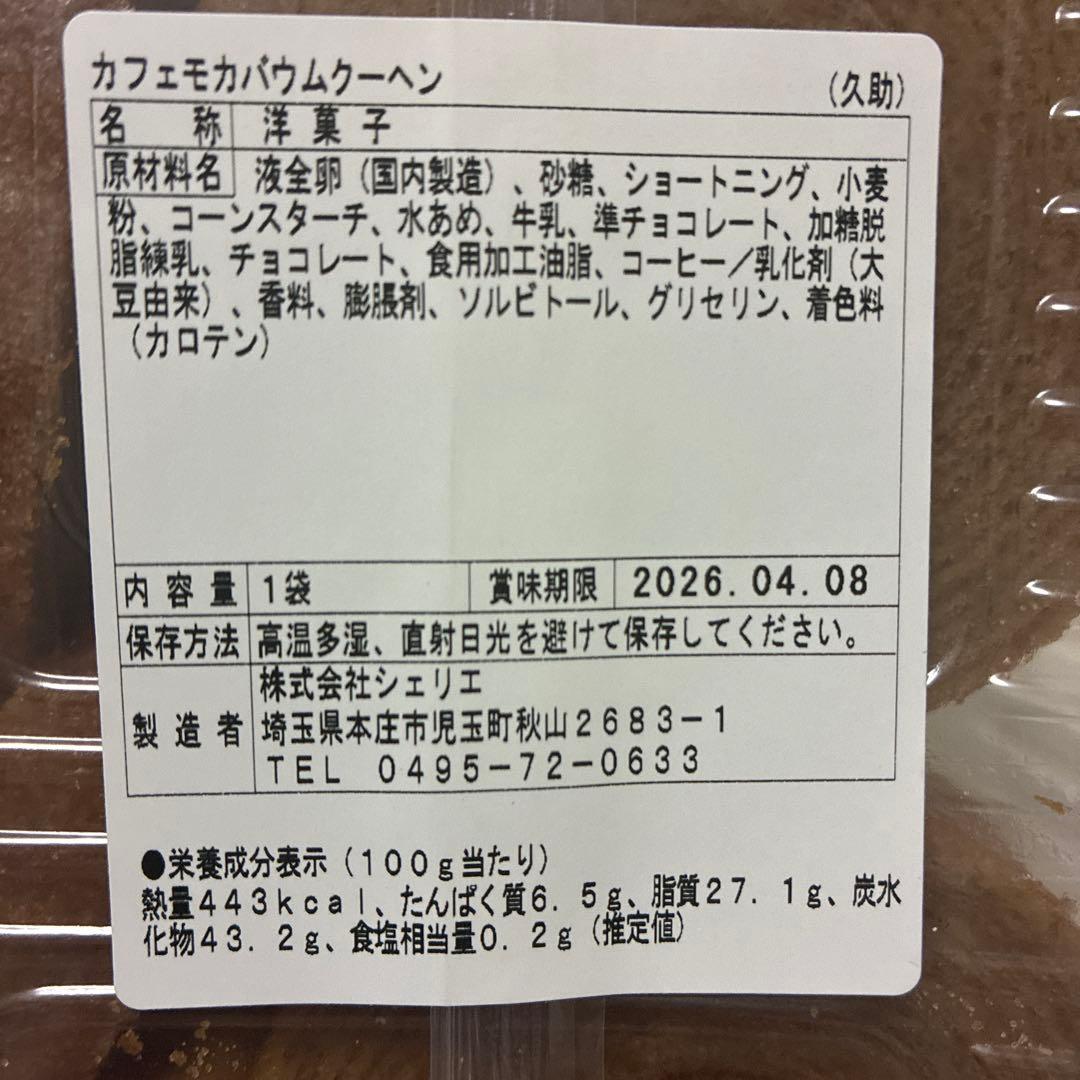 カフェモカバウムクーヘン （久助）
名　称 洋菓子
原材料名 液全卵（国内製造）、砂糖、ショートニング、小麦
粉、コーンスターチ、水あめ、牛乳、準チョコレート、加糖脱
脂練乳、チョコレート、食用加工油脂、コーヒー／乳化剤（大
豆由来）、香料、膨脹剤、ソルビトール、グリセリン、着色料
（カロテン）
内容量 1袋 賞味期限 2026.04.08
保存方法 高温多湿、直射日光を避けて保存してください。
製造者 株式会社シェリエ
埼玉県本庄市児玉町秋山２６８３－１
ＴＥＬ　０４９５－７２－０６３３
●栄養成分表示（１００ｇ当たり）
熱量４４３ｋｃａｌ、たんぱく質６．５ｇ、脂質２７．１ｇ、炭水
化物４３．２ｇ、食塩相当量０．２ｇ（推定値）